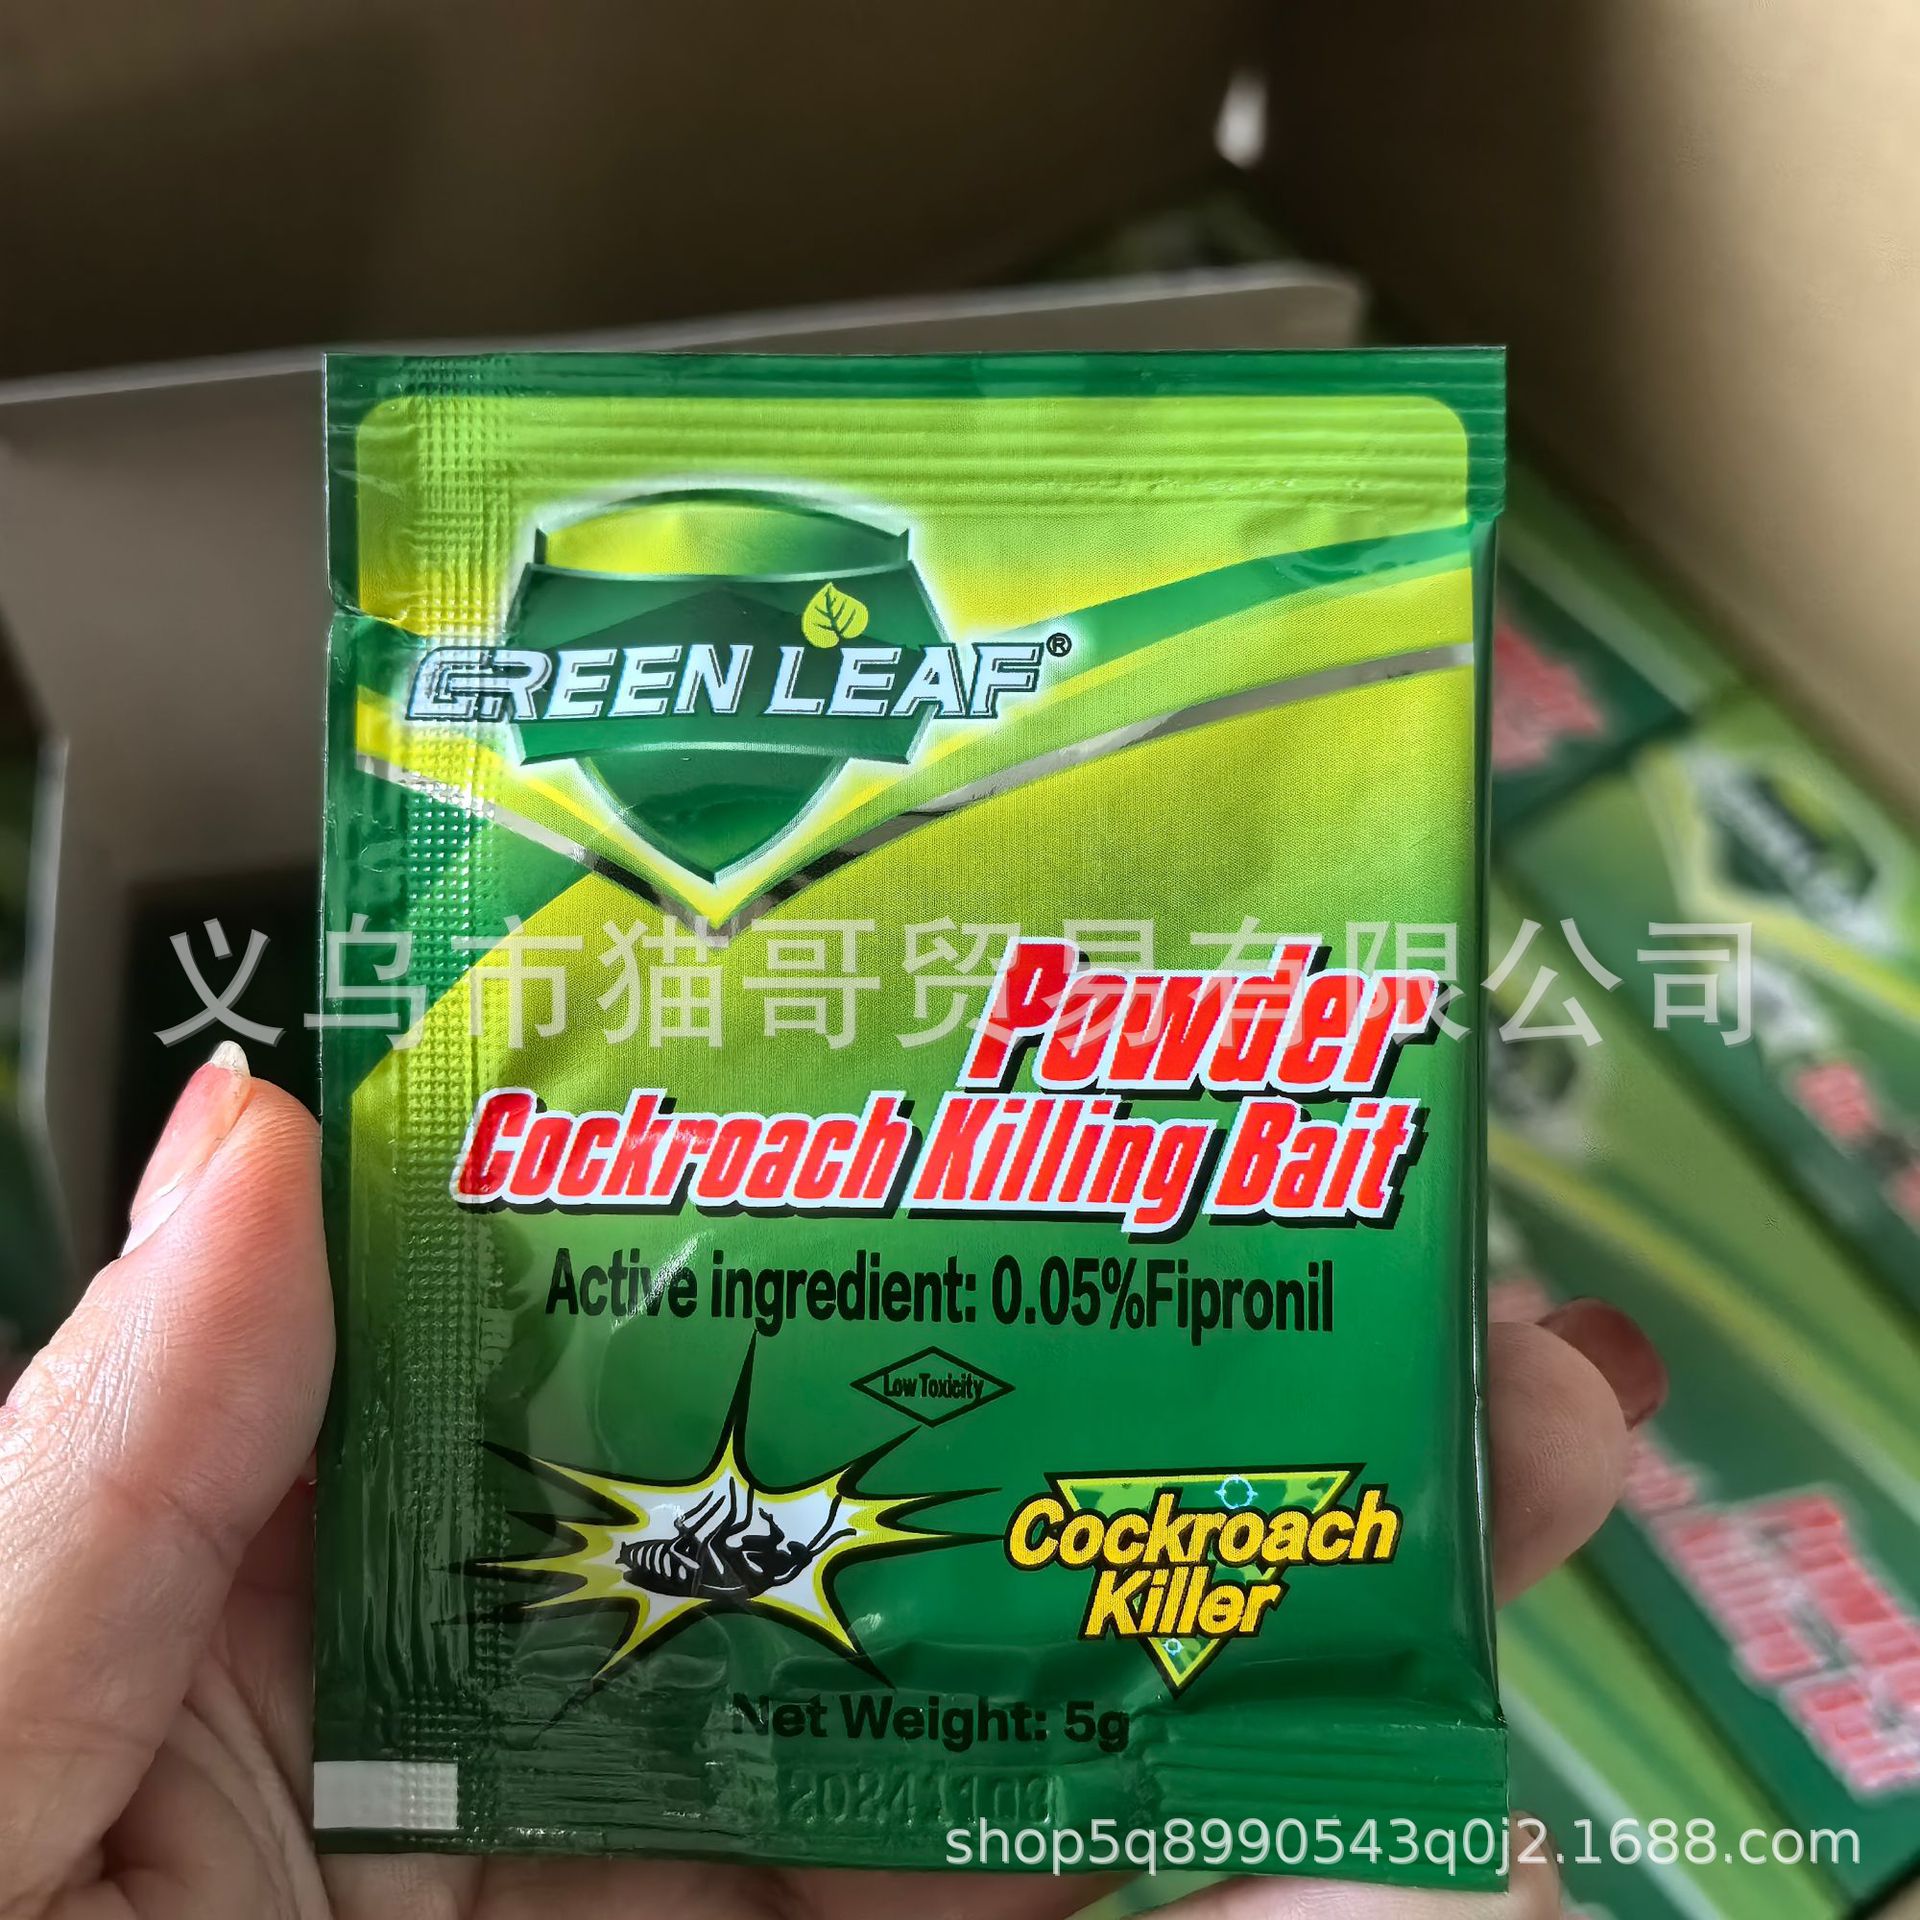 GREEN LEAF®
义乌市猫哥贸易有限公司
Powder
Cockroach Killing Bait
Active ingredient: 0.05%Fipronil
Low Toxicity
Cockroach
Killer
Net Weight: 5g
shop5q8990543q0j2.1688.com